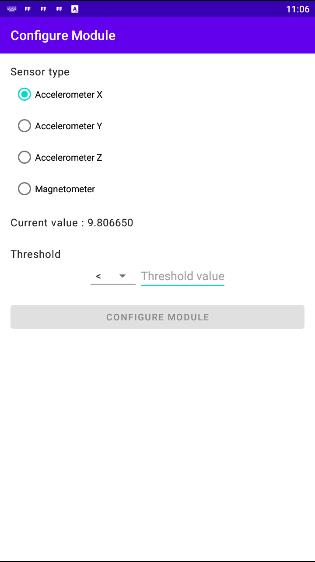 11:06
Configure Module
Sensor type
Accelerometer X
Accelerometer Y
Accelerometer Z
Magnetometer
Current value : 9.806650
Threshold
< Threshold value
CONFIGURE MODULE